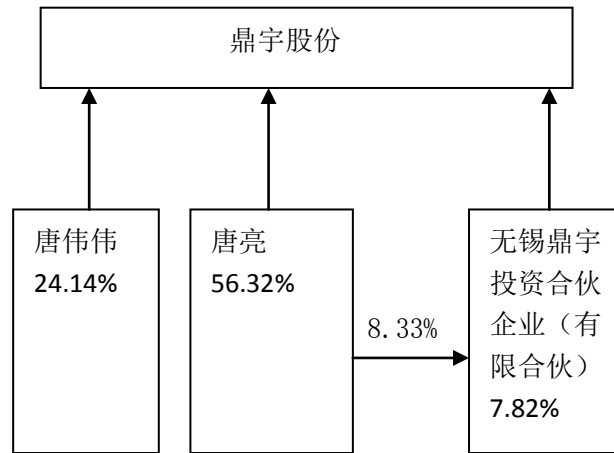 鼎宇股份
唐伟伟
24.14%
唐亮
56.32%
8.33%
无锡鼎宇
投资合伙
企业（有
限合伙）
7.82%